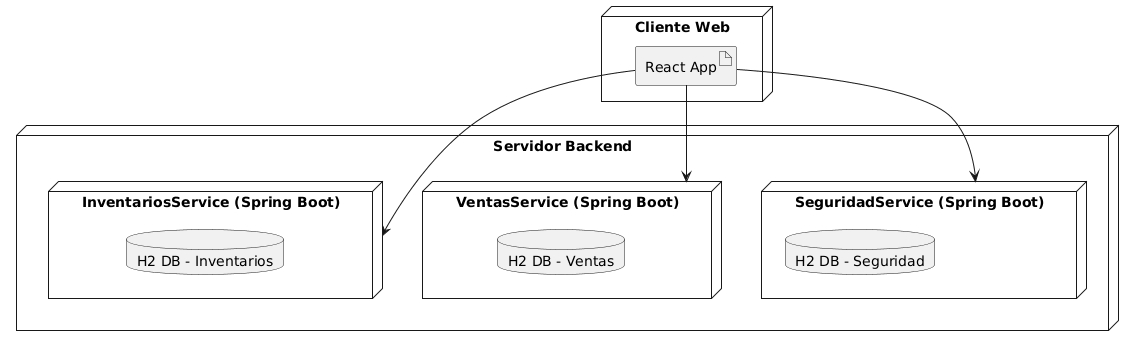 Cliente Web
React App
Servidor Backend
InventariosService (Spring Boot)
VentasService (Spring Boot)
SeguridadService (Spring Boot)
H2 DB - Inventarios
H2 DB - Ventas
H2 DB - Seguridad